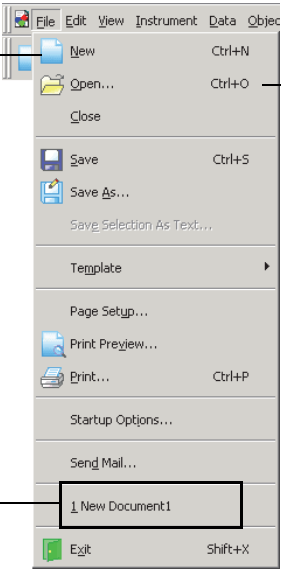 File Edit View Instrument Data Objec
New Ctrl+N
Open... Ctrl+O
Close
Save Ctrl+S
Save As...
Save Selection As Text...
Template
Page Setup...
Print Preview...
Print... Ctrl+P
Startup Options...
Send Mail...
1 New Document1
Exit Shift+X